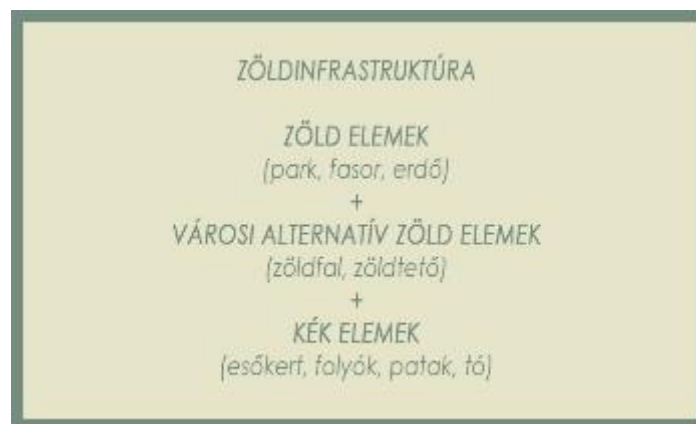 ZÖLDINFRASTRUKTÚRA
ZÖLD ELEMEK
(park, fasor, erdő)
+
VÁROSI ALTERNATÍV ZÖLD ELEMEK
(zöldfal, zöldtető)
+
KÉK ELEMEK
(esőkert, folyók, patak, tó)